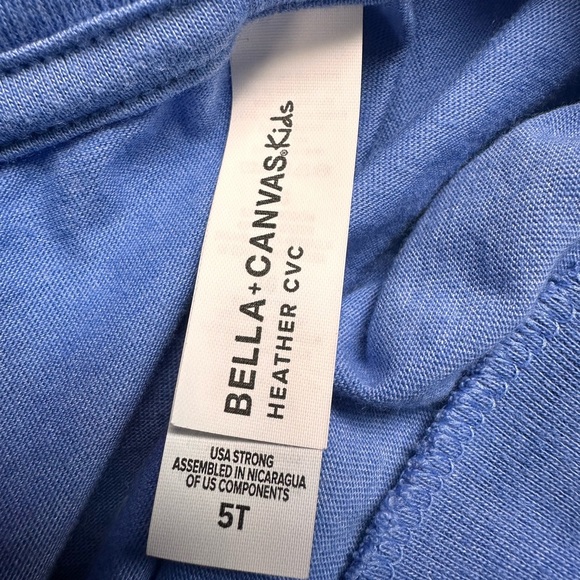 BELLA+CANVAS®Kids
HEATHER CVC
USA STRONG
ASSEMBLED IN NICARAGUA
OF US COMPONENTS
5T